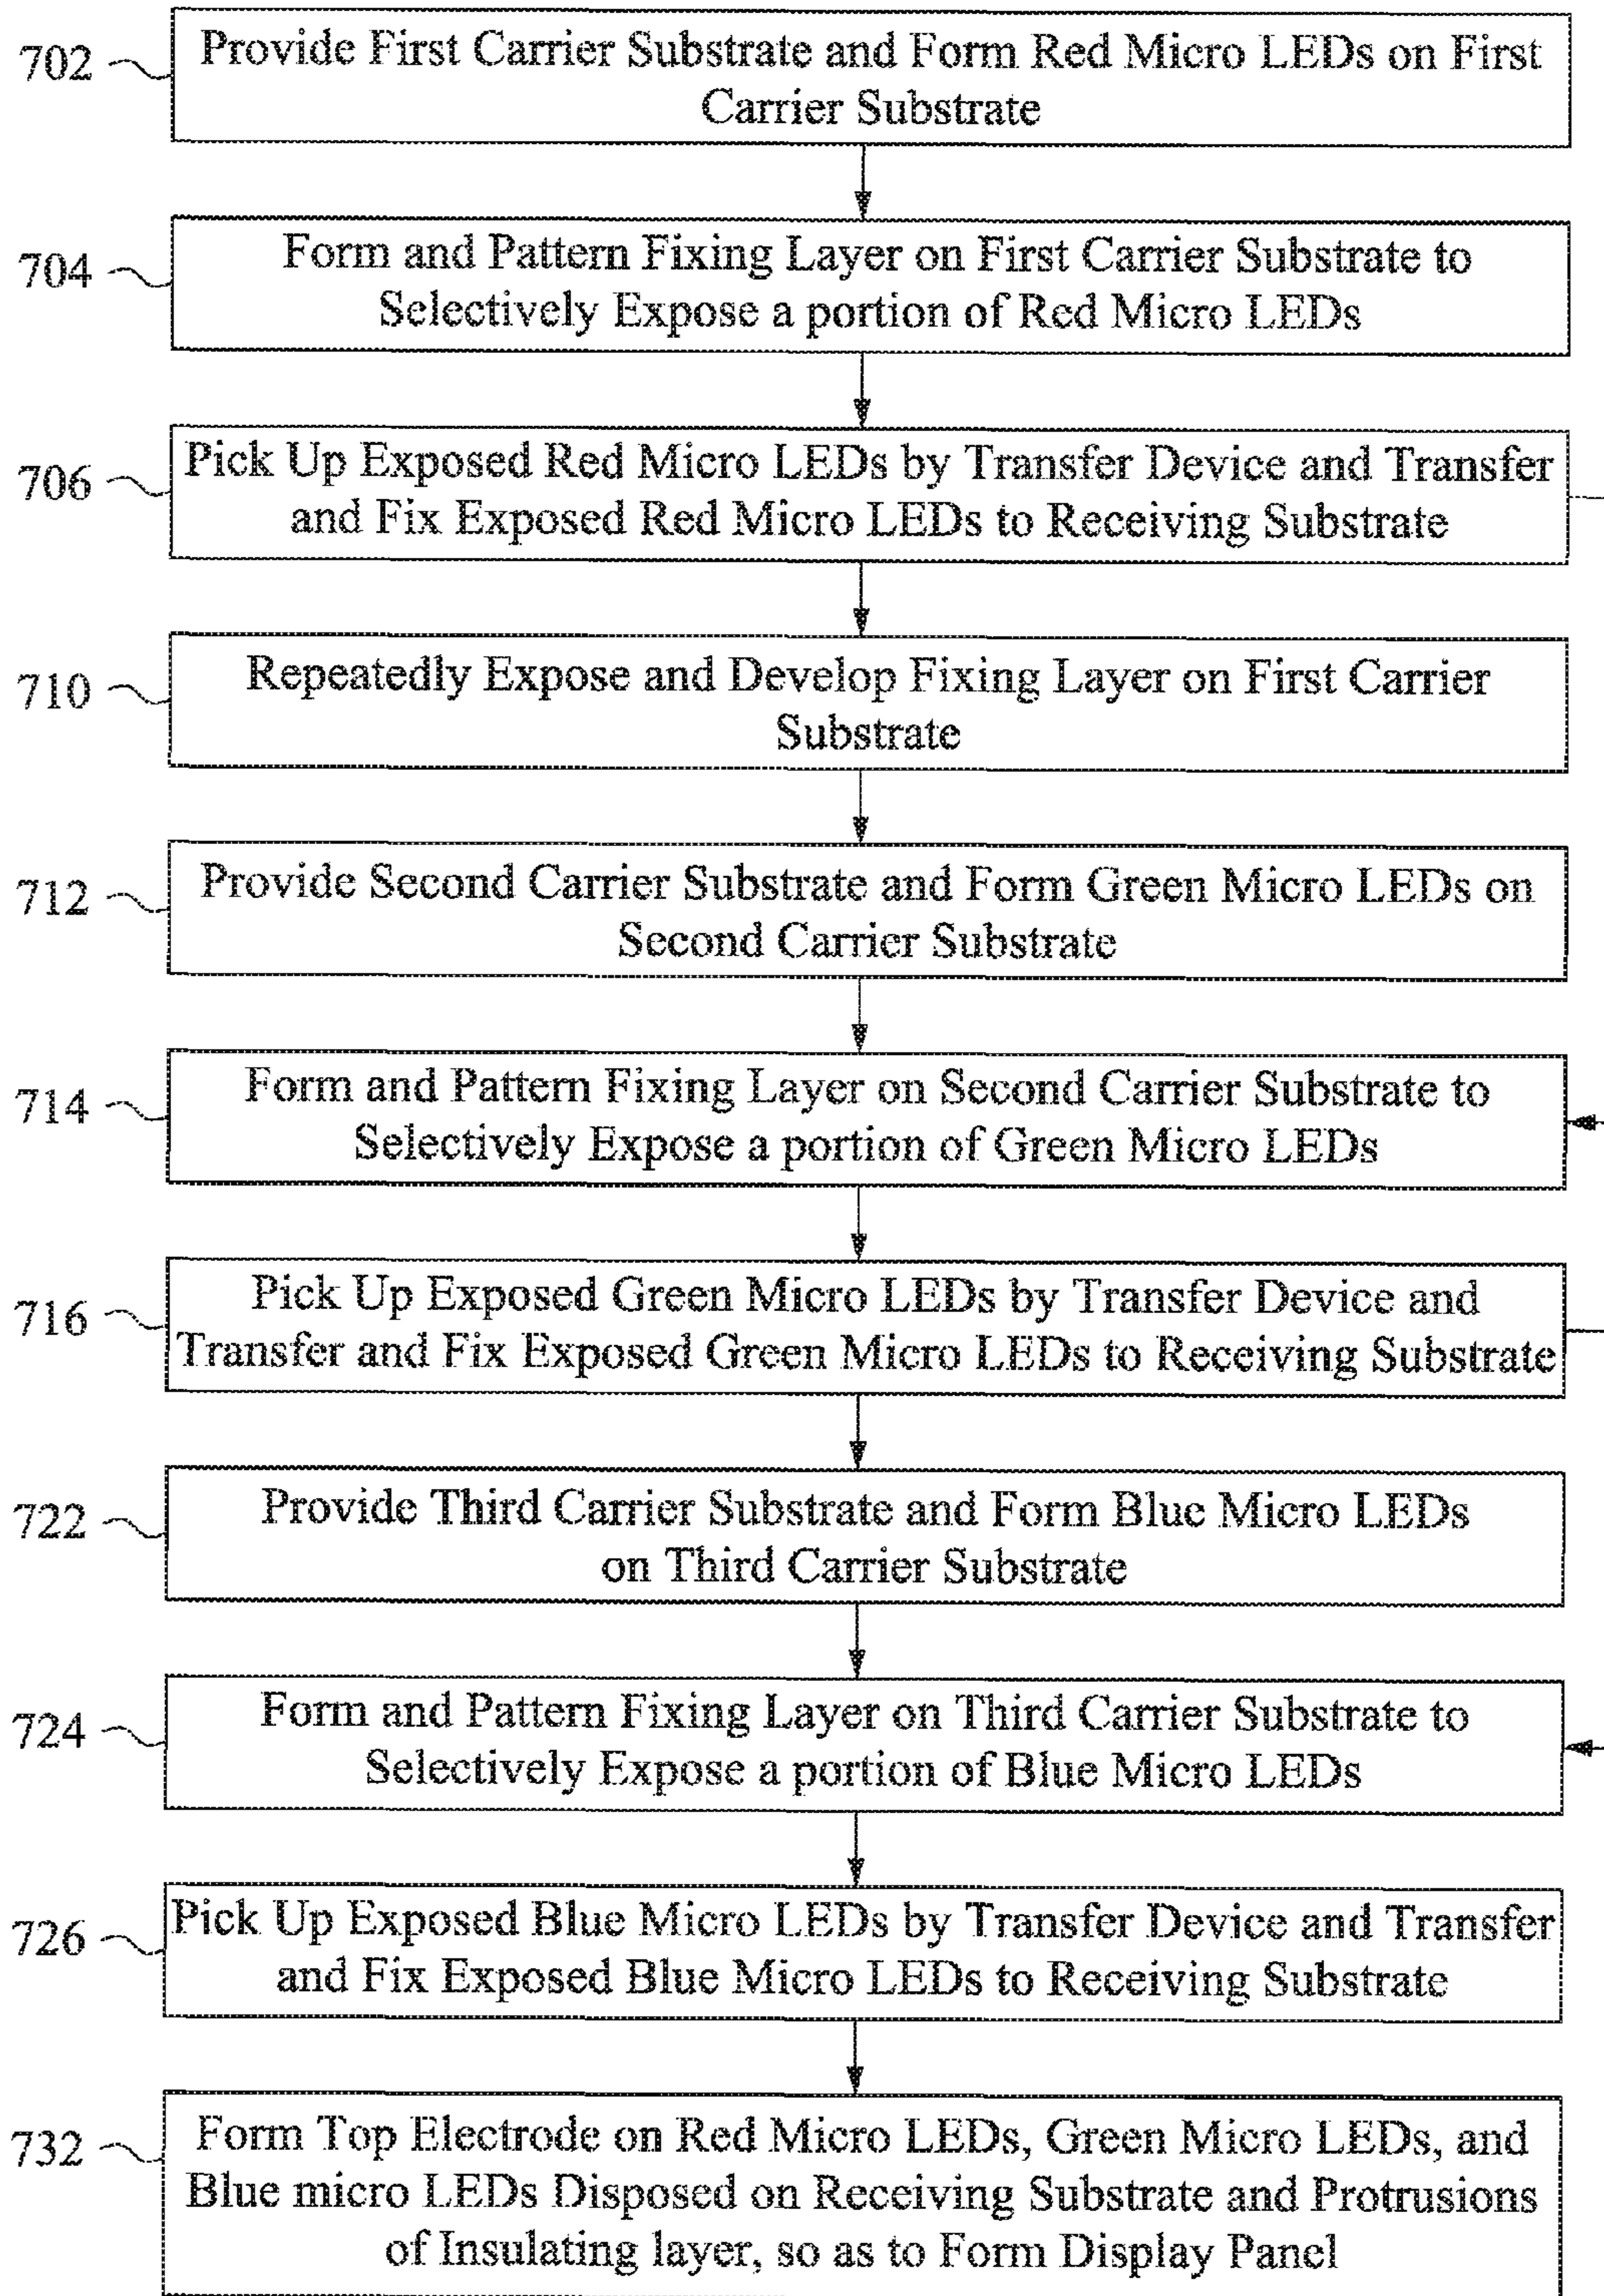 702
Provide First Carrier Substrate and Form Red Micro LEDs on First
Carrier Substrate
704
Form and Pattern Fixing Layer on First Carrier Substrate to
Selectively Expose a portion of Red Micro LEDs
706
Pick Up Exposed Red Micro LEDs by Transfer Device and Transfer
and Fix Exposed Red Micro LEDs to Receiving Substrate
710
Repeatedly Expose and Develop Fixing Layer on First Carrier
Substrate
712
Provide Second Carrier Substrate and Form Green Micro LEDs on
Second Carrier Substrate
714
Form and Pattern Fixing Layer on Second Carrier Substrate to
Selectively Expose a portion of Green Micro LEDs
716
Pick Up Exposed Green Micro LEDs by Transfer Device and
Transfer and Fix Exposed Green Micro LEDs to Receiving Substrate
722
Provide Third Carrier Substrate and Form Blue Micro LEDs
on Third Carrier Substrate
724
Form and Pattern Fixing Layer on Third Carrier Substrate to
Selectively Expose a portion of Blue Micro LEDs
726
Pick Up Exposed Blue Micro LEDs by Transfer Device and Transfer
and Fix Exposed Blue Micro LEDs to Receiving Substrate
732
Form Top Electrode on Red Micro LEDs, Green Micro LEDs, and
Blue micro LEDs Disposed on Receiving Substrate and Protrusions
of Insulating layer, so as to Form Display Panel